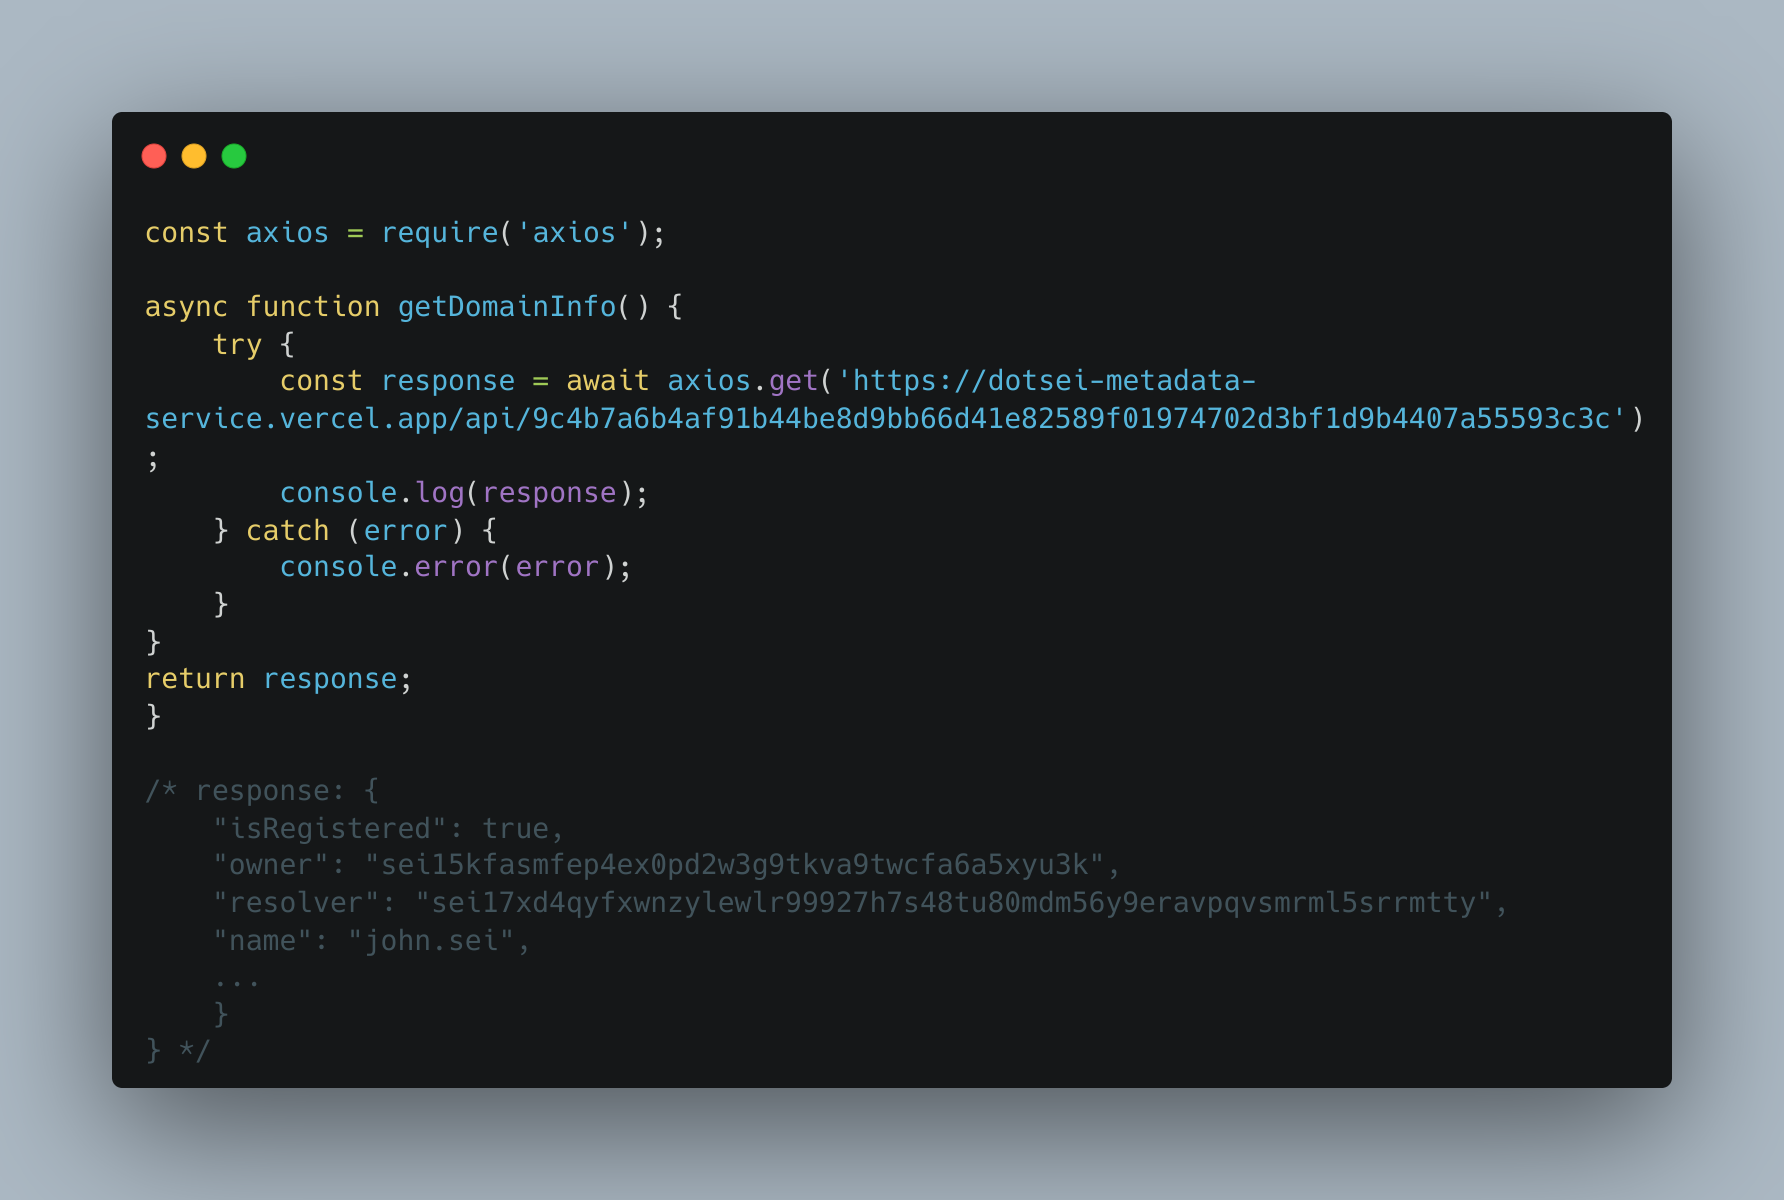 const axios = require('axios');

async function getDomainInfo() {
    try {
        const response = await axios.get('https://dotsei-metadata-
service.vercel.app/api/9c4b7a6b4af91b44be8d9bb66d41e82589f01974702d3bf1d9b4407a55593c3c')
;
        console.log(response);
    } catch (error) {
        console.error(error);
    }
}
return response;
}

/* response: {
    "isRegistered": true,
    "owner": "sei15kfasmfep4ex0pd2w3g9tkva9twcfa6a5xyu3k",
    "resolver": "sei17xd4qyfxwnzylewlr99927h7s48tu80mdm56y9eravpqvsmrml5srrmtty",
    "name": "john.sei",
    ...
    }
} */